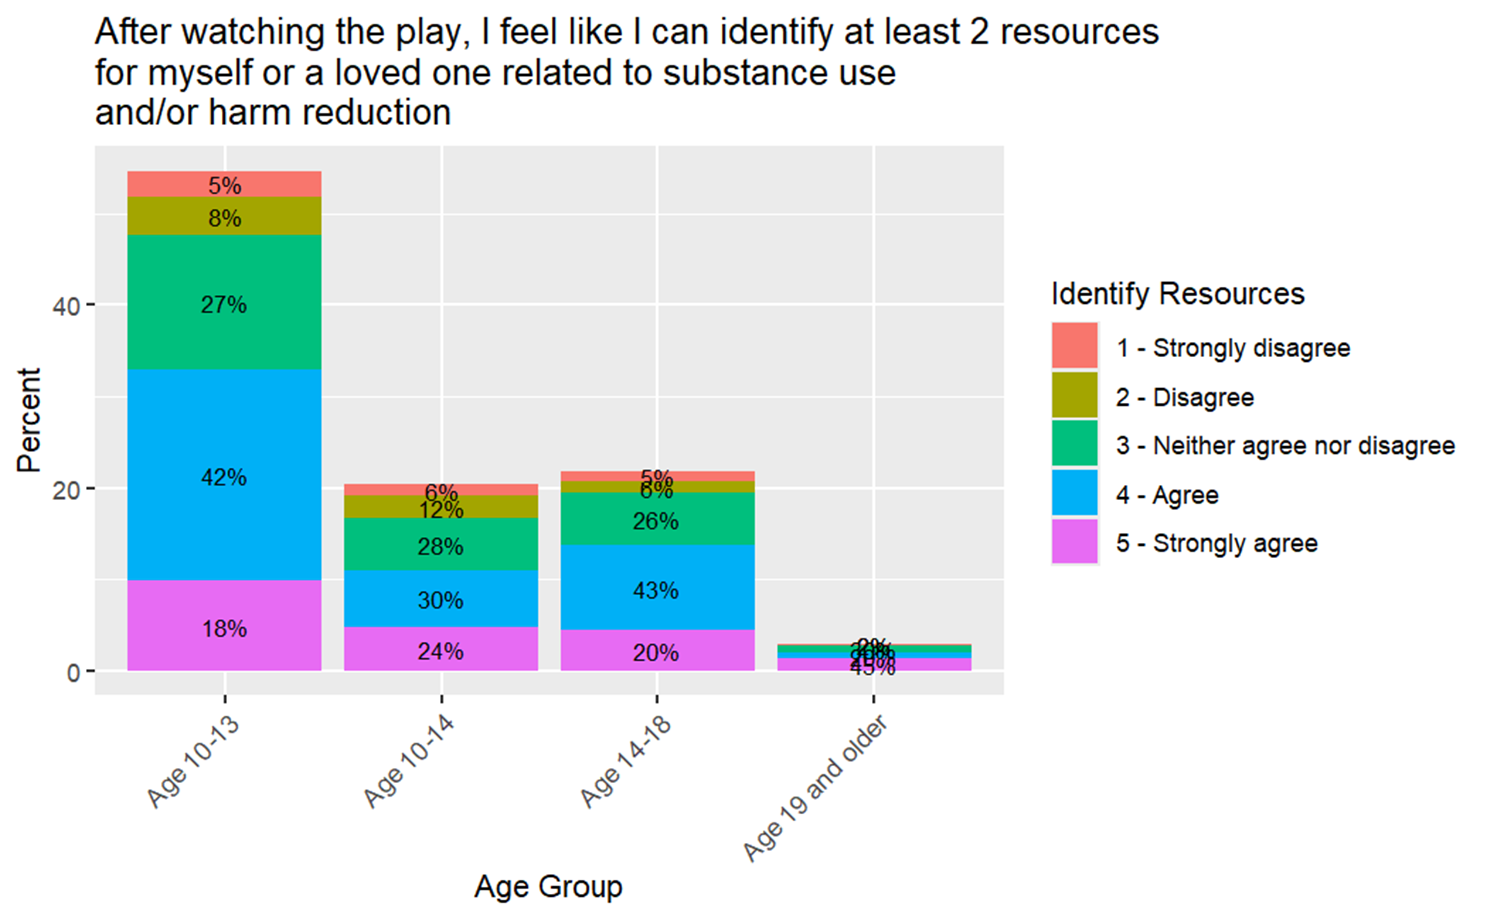 After watching the play, I feel like I can identify at least 2 resources
for myself or a loved one related to substance use
and/or harm reduction
Percent
40
20
0
5%
8%
27%
42%
18%
6%
12%
28%
30%
24%
5%
6%
26%
43%
20%
45%
Age 10-13
Age 10-14
Age 14-18
Age 19 and older
Age Group
Identify Resources
1 - Strongly disagree
2 - Disagree
3 - Neither agree nor disagree
4 - Agree
5 - Strongly agree